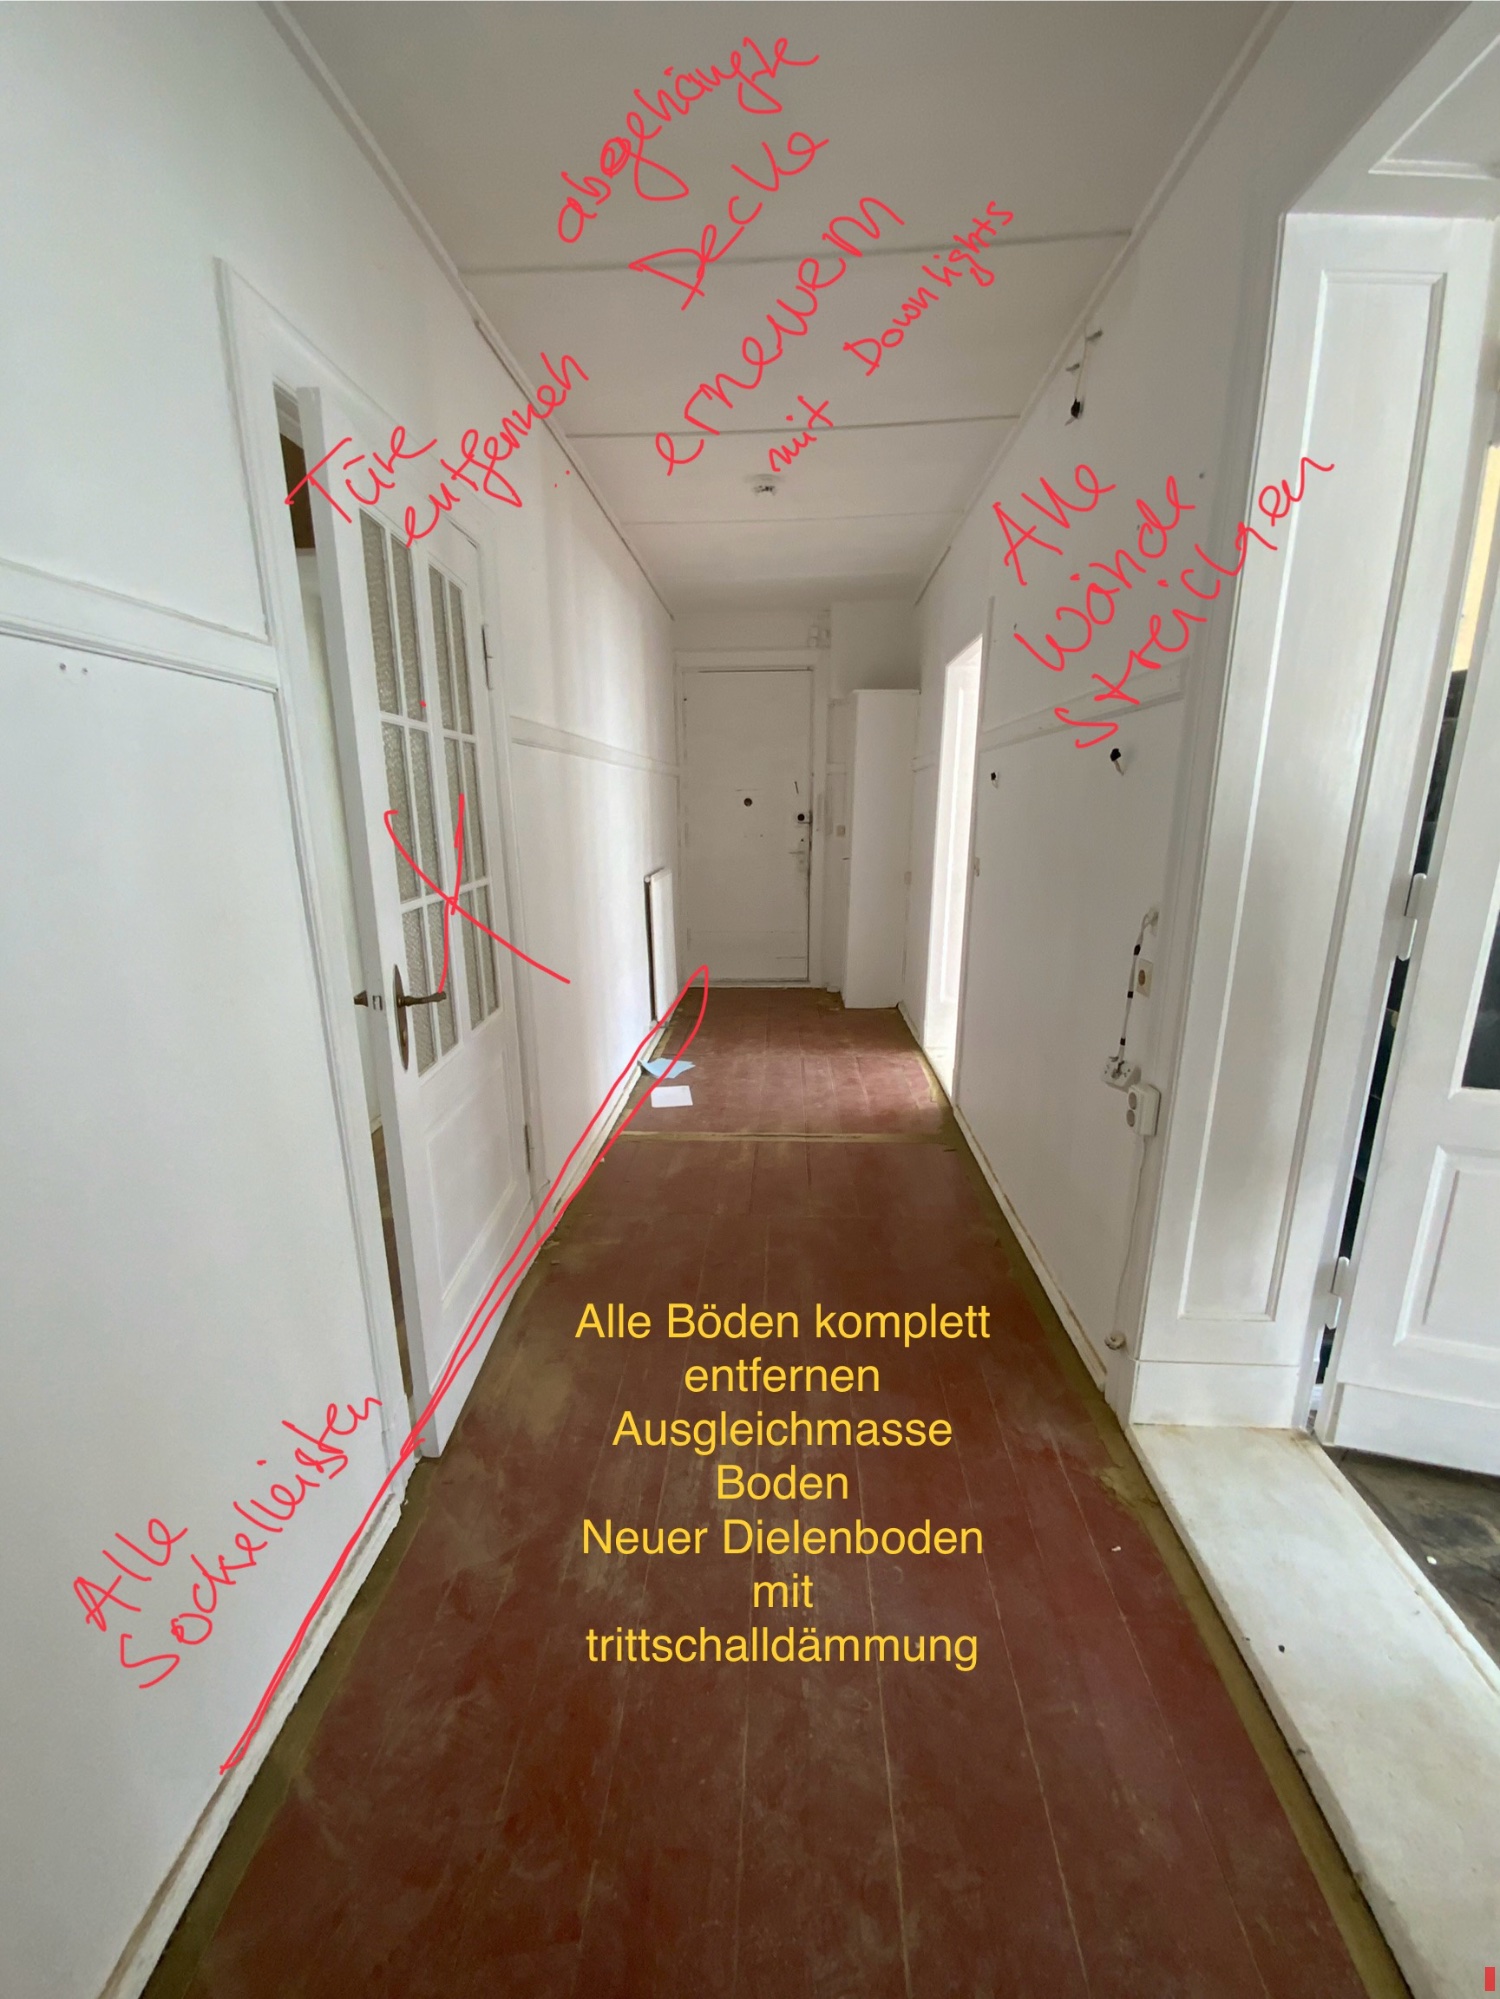 abgehängte
Decke
erneuern
mit Downlights
Türe
entfernen
Alle
Wände
streichen
Alle Böden komplett
entfernen
Ausgleichmasse
Boden
Neuer Dielenboden
mit
trittschalldämmung
Alle
Sockelleisten